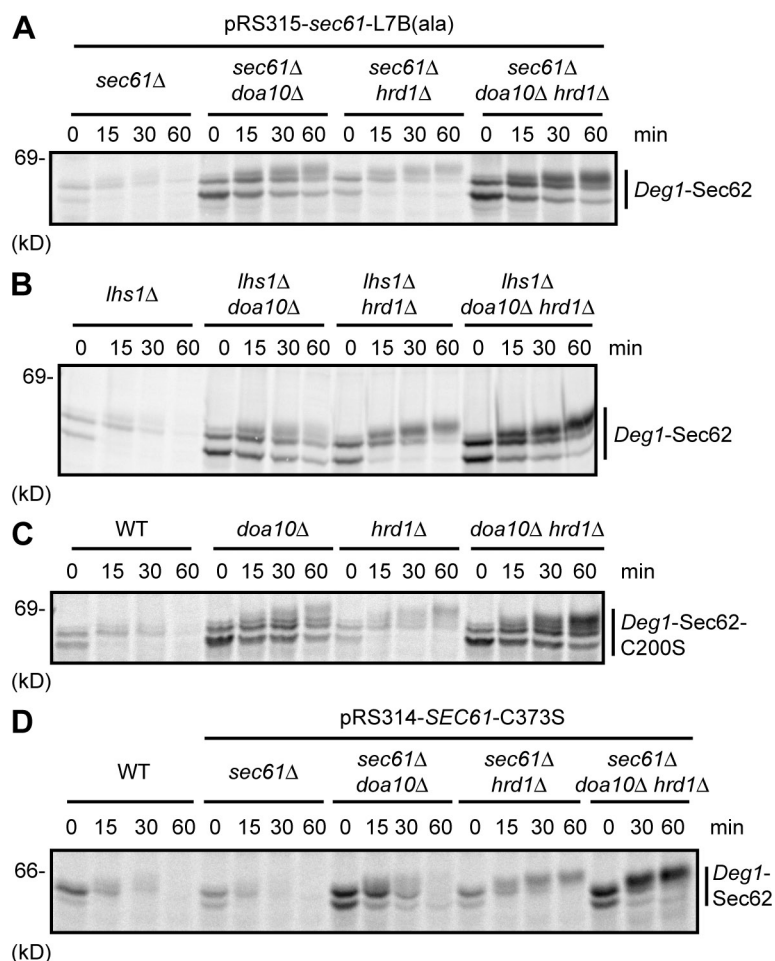 A
pRS315-sec61-L7B(ala)
sec61Δ sec61Δ doa10Δ sec61Δ hrd1Δ sec61Δ doa10Δ hrd1Δ
0 15 30 60 0 15 30 60 0 15 30 60 0 15 30 60 min
69-
Deg1-Sec62
(kD)
B
lhs1Δ lhs1Δ doa10Δ lhs1Δ hrd1Δ lhs1Δ doa10Δ hrd1Δ
0 15 30 60 0 15 30 60 0 15 30 60 0 15 30 60 min
69-
Deg1-Sec62
(kD)
C
WT doa10Δ hrd1Δ doa10Δ hrd1Δ
0 15 30 60 0 15 30 60 0 15 30 60 0 15 30 60 min
69-
Deg1-Sec62-
C200S
(kD)
D
pRS314-SEC61-C373S
WT sec61Δ sec61Δ doa10Δ sec61Δ hrd1Δ sec61Δ doa10Δ hrd1Δ
0 15 30 60 0 15 30 60 0 15 30 60 0 15 30 60 0 30 60 min
66-
Deg1-
Sec62
(kD)